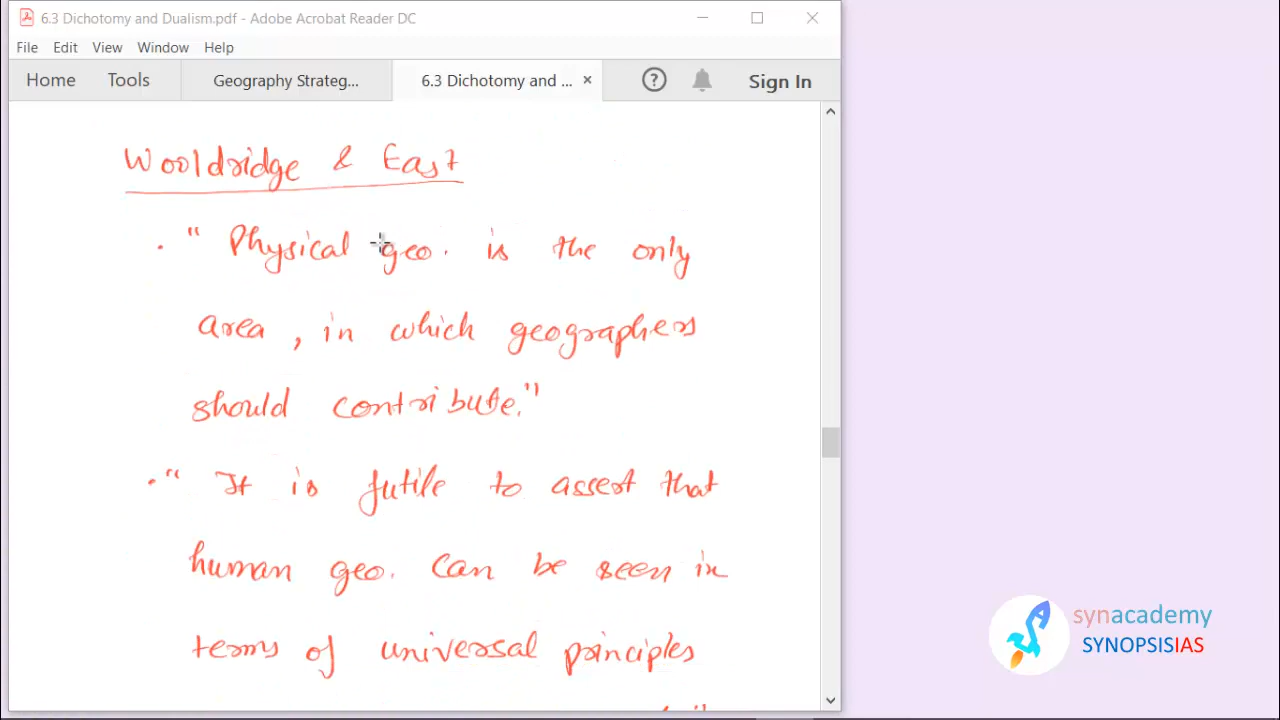 6.3 Dichotomy and Dualism.pdf - Adobe Acrobat Reader DC
File Edit View Window Help
Home Tools Geography Strateg... 6.3 Dichotomy and ... × ? Sign In
Wooldridge & East
• " Physical geo. is the only
area, in which geographers
should contribute."
• " It is futile to assert that
human geo. can be seen in
terms of universal principles
synacademy
SYNOPSISIAS